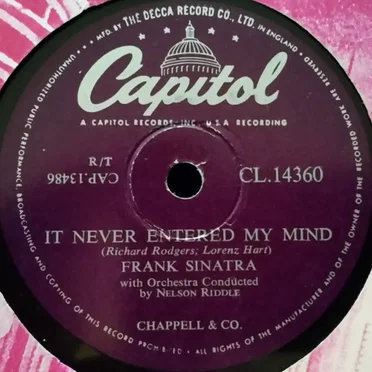 MFD. BY THE DECCA RECORD CO., LTD. IN ENGLAND
Capitol
A CAPITOL RECORDS, INC., U.S.A. RECORDING
T/R
CAP.13486
CL.14360
IT NEVER ENTERED MY MIND
(Richard Rodgers; Lorenz Hart)
FRANK SINATRA
with Orchestra Conducted
by NELSON RIDDLE
CHAPPELL & CO.
ALL RIGHTS OF THE MANUFACTURER AND OF THE OWNER OF THE RECORDED WORK ARE RESERVED
UNAUTHORISED PUBLIC PERFORMANCE, BROADCASTING AND COPYING OF THIS RECORD PROHIBITED